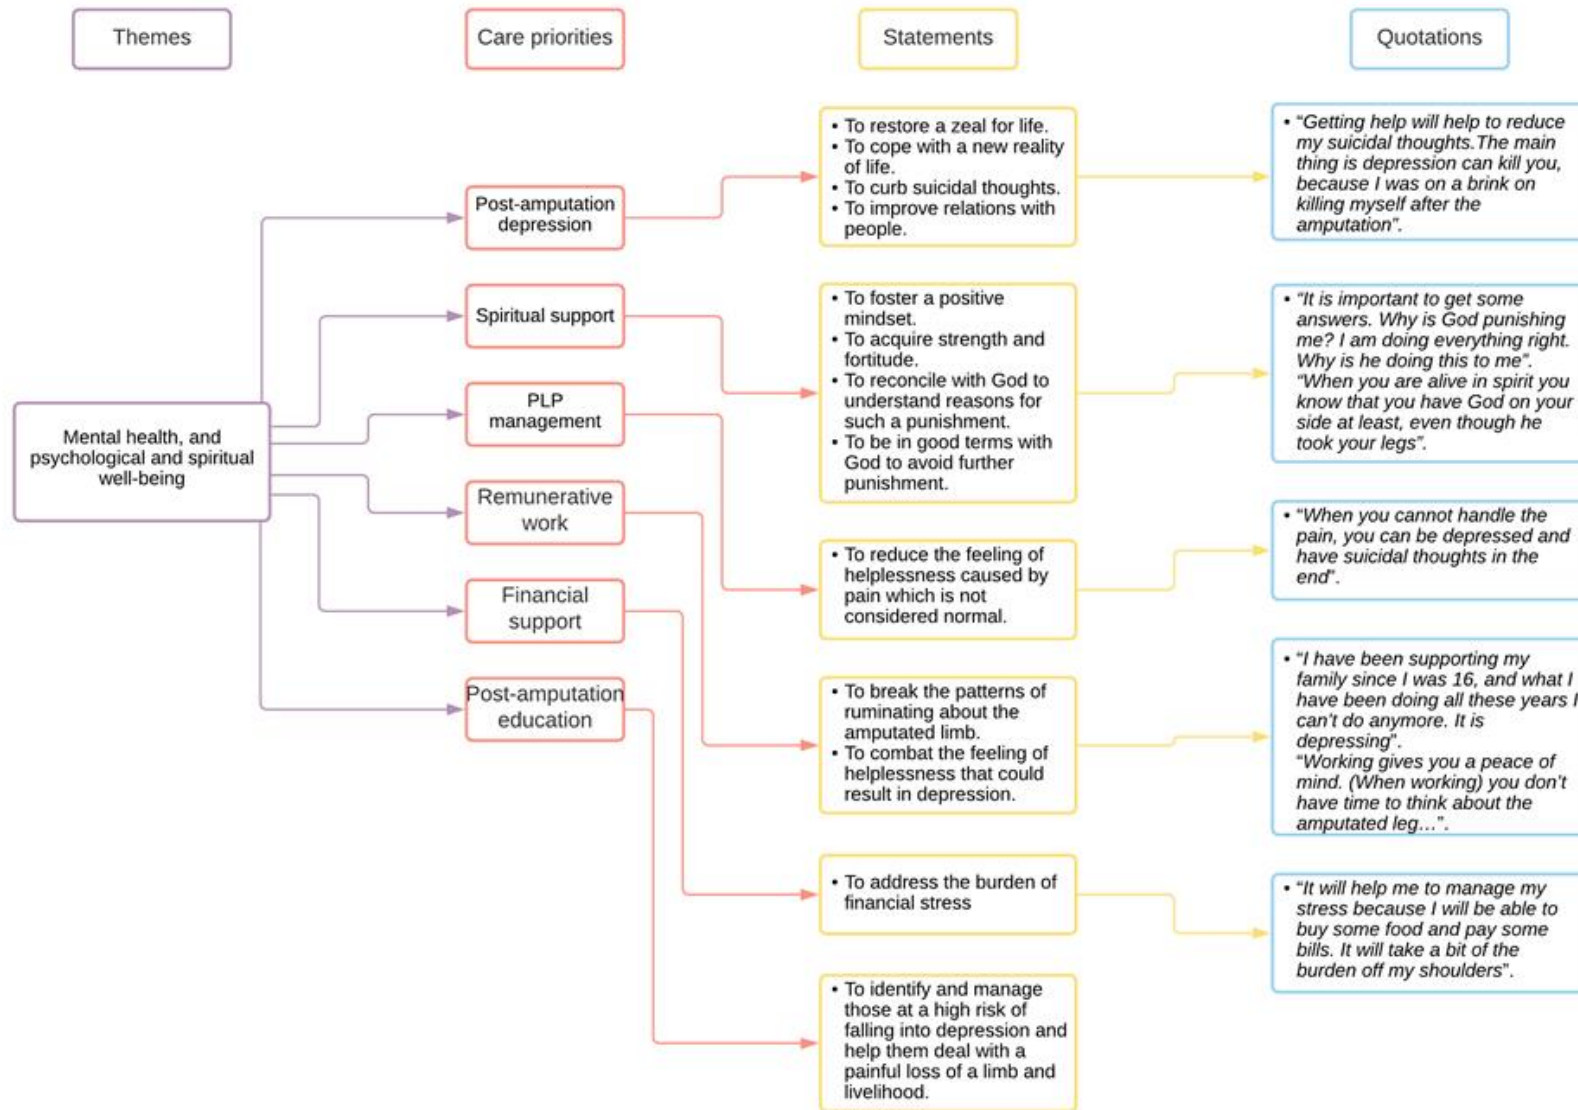 Themes
Care priorities
Statements
Quotations
Mental health, and
psychological and spiritual
well-being
Post-amputation
depression
Spiritual support
PLP
management
Remunerative
work
Financial
support
Post-amputation
education
• To restore a zeal for life.
• To cope with a new reality
of life.
• To curb suicidal thoughts.
• To improve relations with
people.
• To foster a positive
mindset.
• To acquire strength and
fortitude.
• To reconcile with God to
understand reasons for
such a punishment.
• To be in good terms with
God to avoid further
punishment.
• To reduce the feeling of
helplessness caused by
pain which is not
considered normal.
• To break the patterns of
ruminating about the
amputated limb.
• To combat the feeling of
helplessness that could
result in depression.
• To address the burden of
financial stress
• To identify and manage
those at a high risk of
falling into depression and
help them deal with a
painful loss of a limb and
livelihood.
• “Getting help will help to reduce
my suicidal thoughts.The main
thing is depression can kill you,
because I was on a brink on
killing myself after the
amputation”.
• “It is important to get some
answers. Why is God punishing
me? I am doing everything right.
Why is he doing this to me”.
“When you are alive in spirit you
know that you have God on your
side at least, even though he
took your legs”.
• “When you cannot handle the
pain, you can be depressed and
have suicidal thoughts in the
end”.
• “I have been supporting my
family since I was 16, and what I
have been doing all these years I
can’t do anymore. It is
depressing”.
“Working gives you a peace of
mind. (When working) you don’t
have time to think about the
amputated leg…”.
• “It will help me to manage my
stress because I will be able to
buy some food and pay some
bills. It will take a bit of the
burden off my shoulders”.